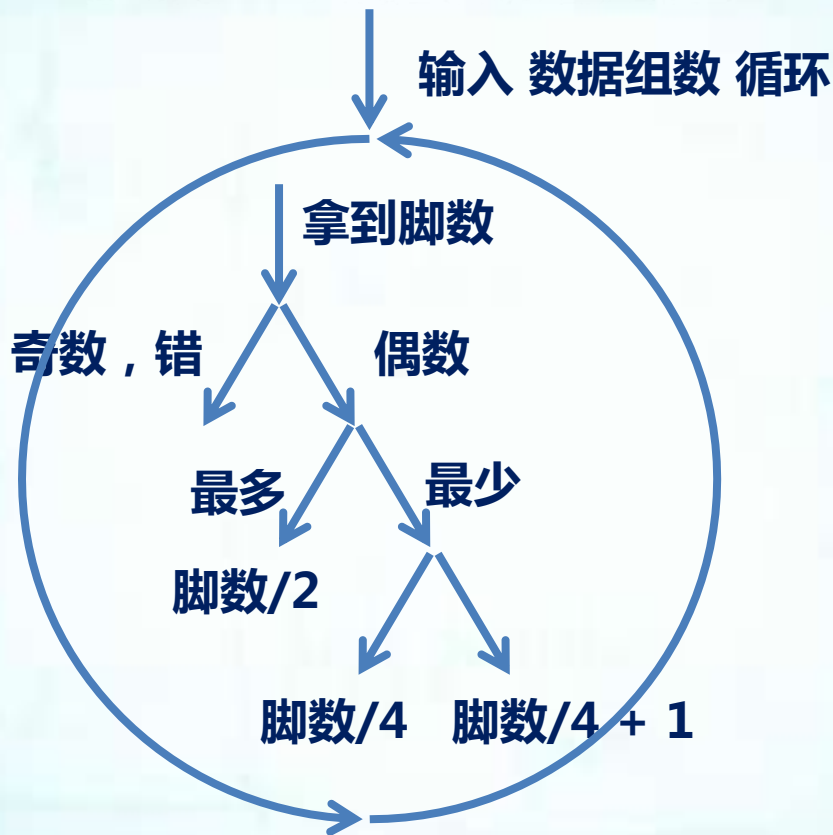 输入 数据组数 循环
拿到脚数
奇数，错
偶数
最多
最少
脚数/2
脚数/4
脚数/4 + 1